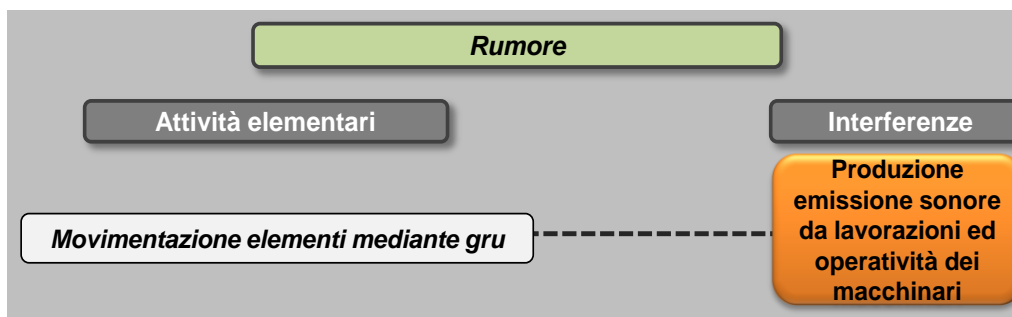 Rumore
Attività elementari
Interferenze
Produzione
emissione sonore
da lavorazioni ed
operatività dei
macchinari
Movimentazione elementi mediante gru